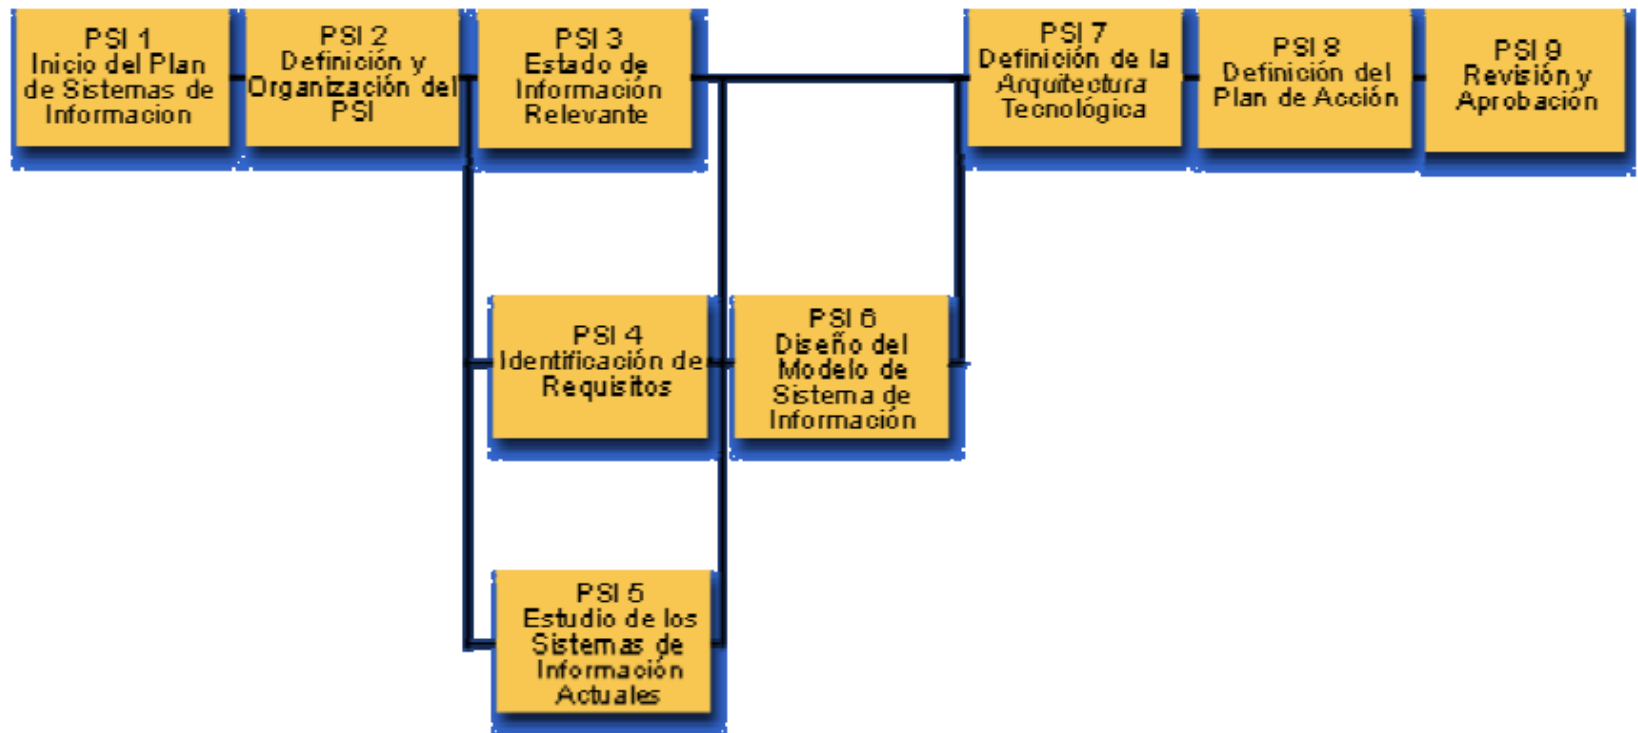 PSI 1
Inicio del Plan
de Sistemas de
Informacion
PSI 2
Definición y
Organización del
PSI
PSI 3
Estado de
Información
Relevante
PSI 7
Definición de la
Arquitectura
Tecnológica
PSI 8
Definición del
Plan de Acción
PSI 9
Revisión y
Aprobación
PSI 4
Identificación de
Requisitos
PSI 6
Diseño del
Modelo de
Sistema de
Información
PSI 5
Estudio de los
Sistemas de
Información
Actuales